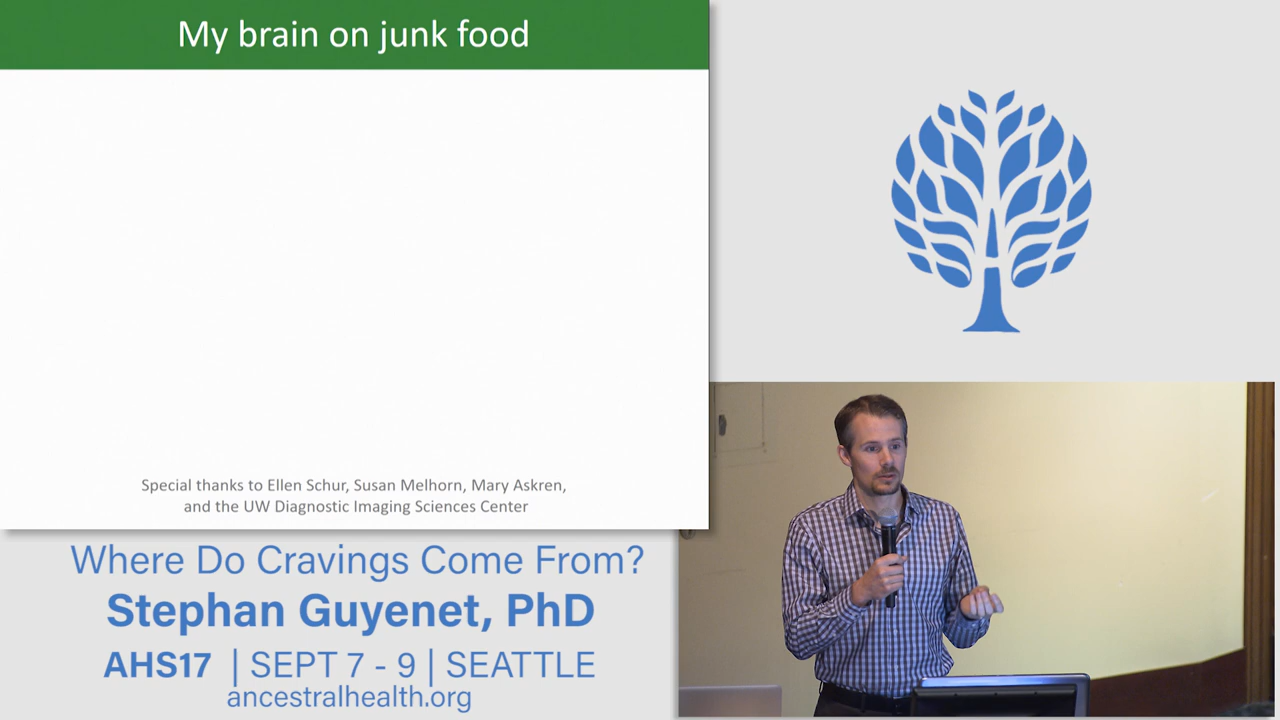 My brain on junk food
Special thanks to Ellen Schur, Susan Melhorn, Mary Askren,
and the UW Diagnostic Imaging Sciences Center
Where Do Cravings Come From?
Stephan Guyenet, PhD
AHS17 | SEPT 7 - 9 | SEATTLE
ancestralhealth.org